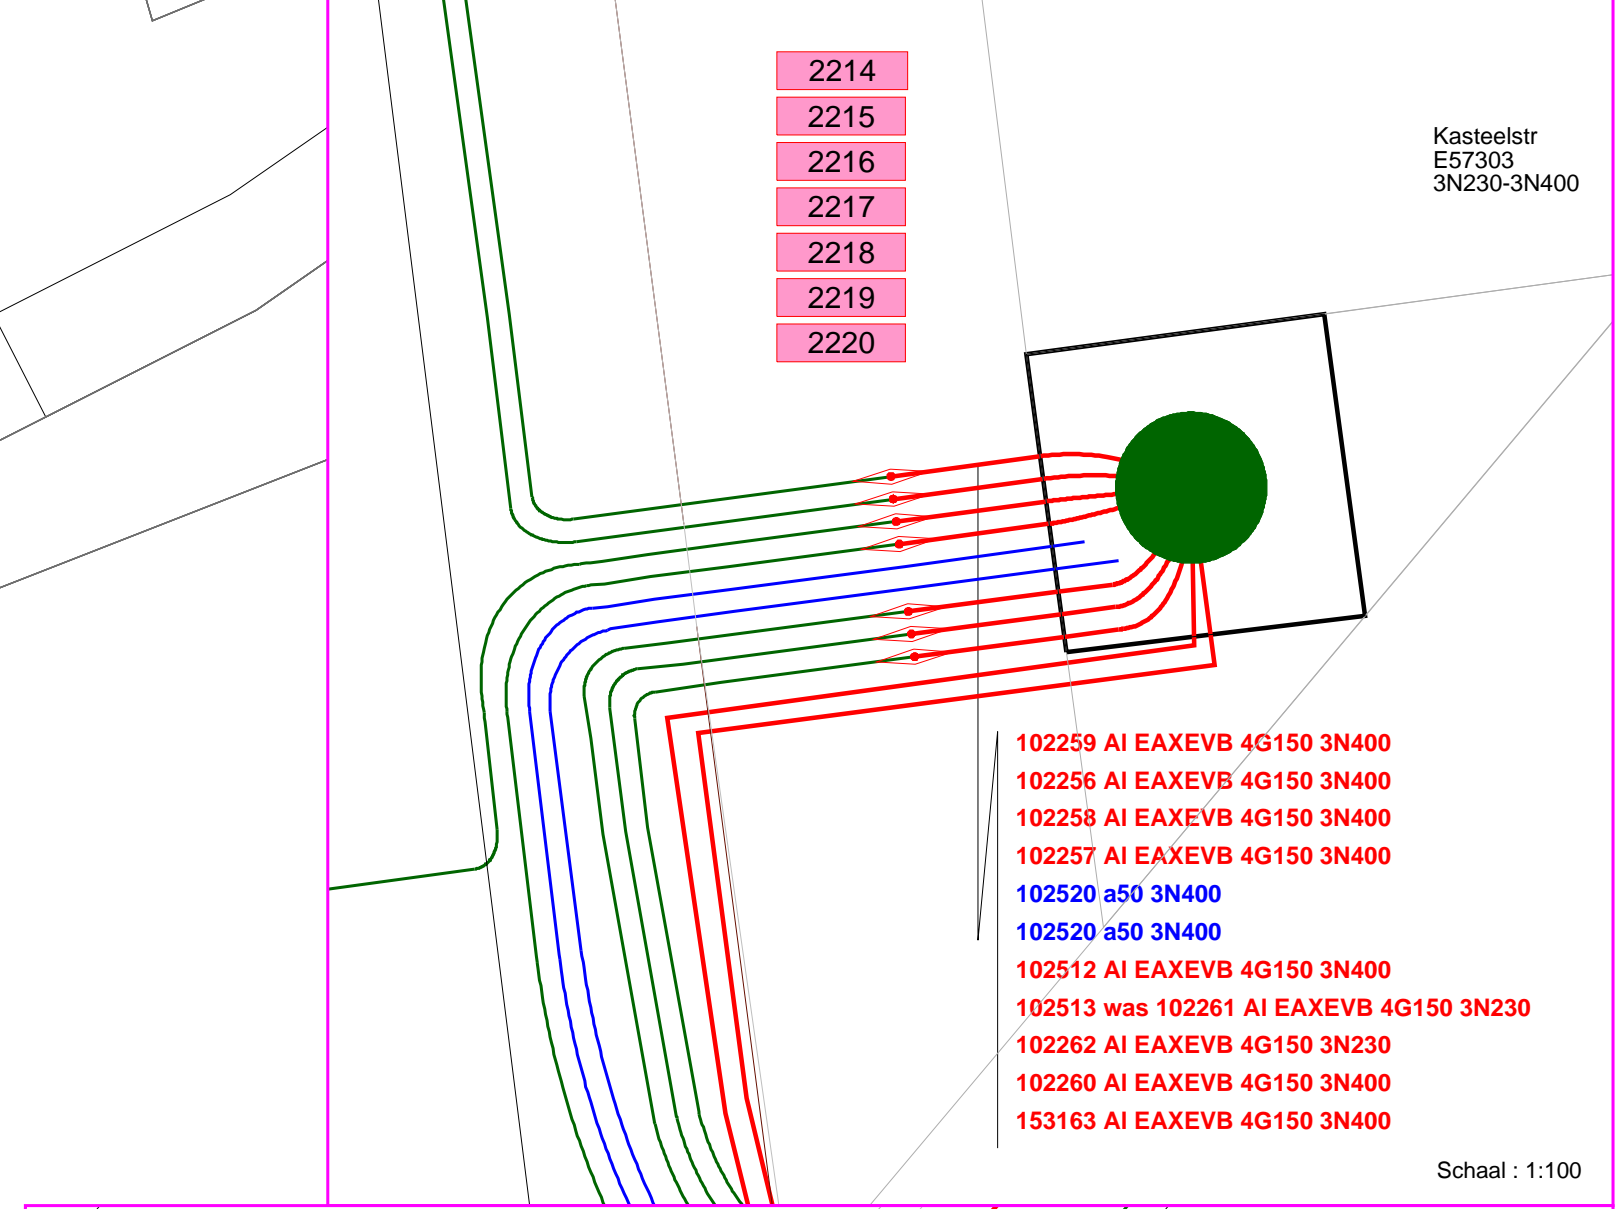 2214
2215
2216
2217
2218
2219
2220
Kasteelstr
E57303
3N230-3N400
102259 Al EAXEVB 4G150 3N400
102256 Al EAXEVB 4G150 3N400
102258 Al EAXEVB 4G150 3N400
102257 Al EAXEVB 4G150 3N400
102520 a50 3N400
102520 a50 3N400
102512 Al EAXEVB 4G150 3N400
102513 was 102261 Al EAXEVB 4G150 3N230
102262 Al EAXEVB 4G150 3N230
102260 Al EAXEVB 4G150 3N400
153163 Al EAXEVB 4G150 3N400
Schaal : 1:100